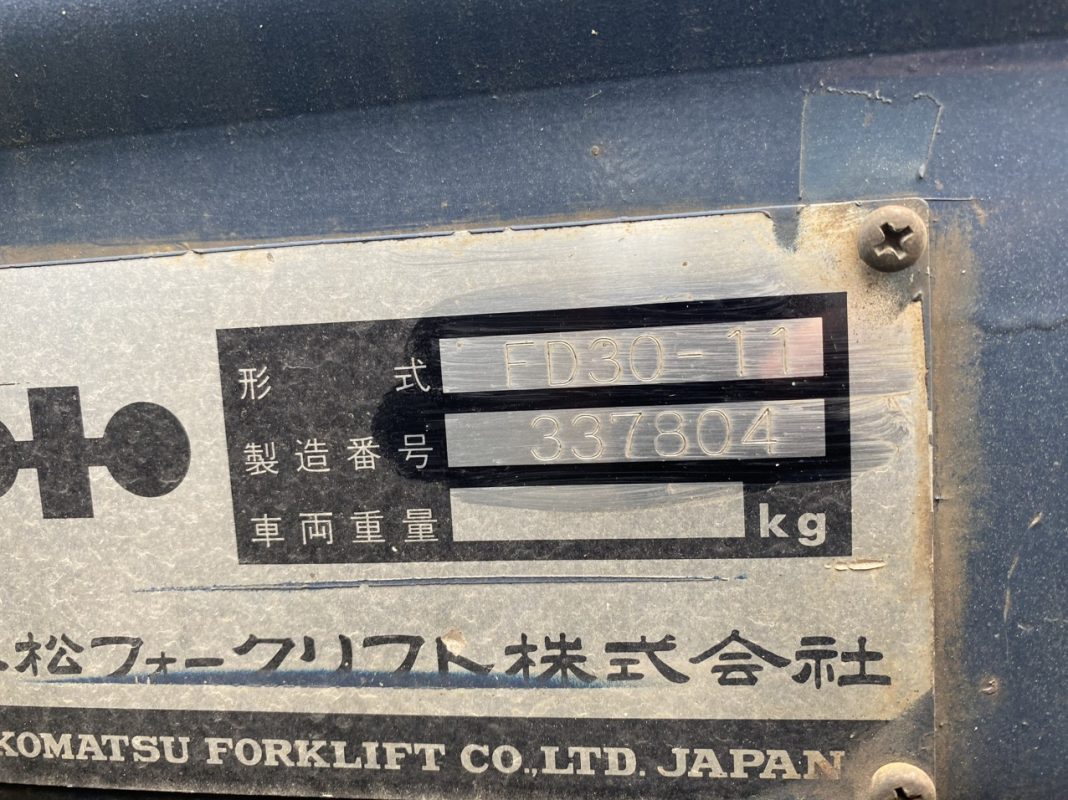 形式 FD30-11
製造番号 337804
車両重量 kg
松フォークリフト株式会社
KOMATSU FORKLIFT CO.,LTD. JAPAN